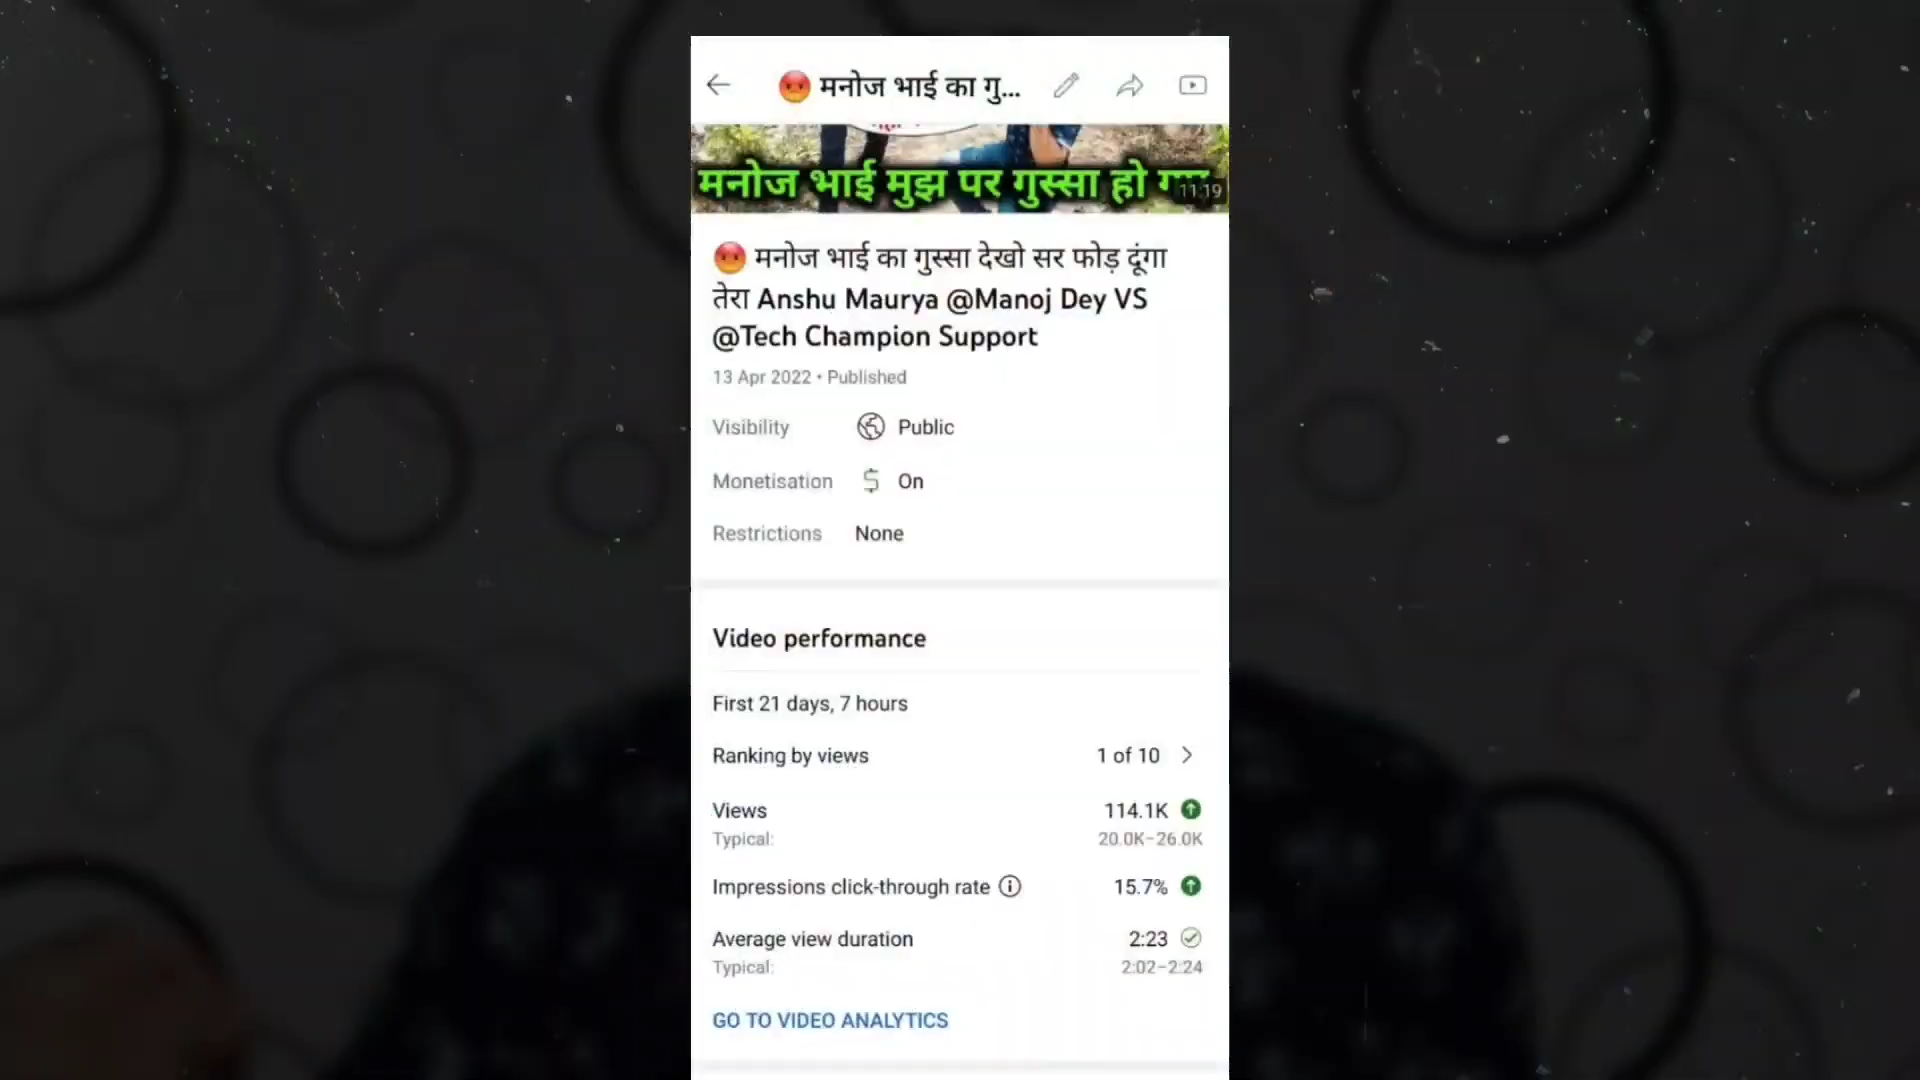 😡 मनोज भाई का गु...
मनोज भाई मुझ पर गुस्सा हो
11:19
😡 मनोज भाई का गुस्सा देखो सर फोड़ दूंगा
तेरा Anshu Maurya @Manoj Dey VS
@Tech Champion Support
13 Apr 2022 • Published
Visibility Public
Monetisation $ On
Restrictions None
Video performance
First 21 days, 7 hours
Ranking by views 1 of 10
Views 114.1K
Typical: 20.0K–26.0K
Impressions click-through rate 15.7%
Average view duration 2:23
Typical: 2:02–2:24
GO TO VIDEO ANALYTICS